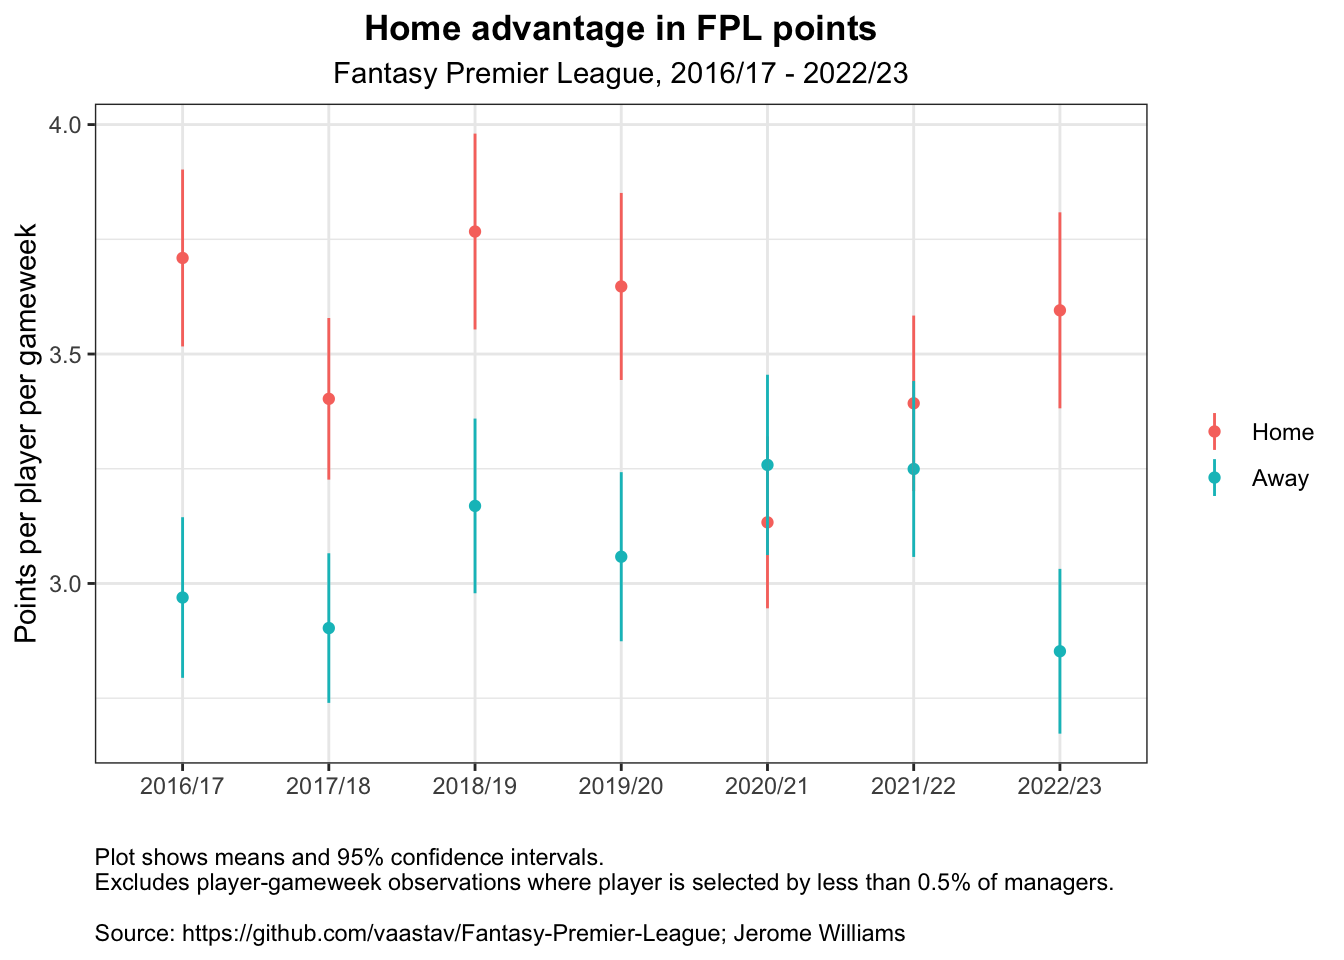 Home advantage in FPL points
Fantasy Premier League, 2016/17 - 2022/23
Points per player per gameweek
4.0
3.5
3.0
2016/17 2017/18 2018/19 2019/20 2020/21 2021/22 2022/23
Home
Away
Plot shows means and 95% confidence intervals.
Excludes player-gameweek observations where player is selected by less than 0.5% of managers.
Source: https://github.com/vaastav/Fantasy-Premier-League; Jerome Williams